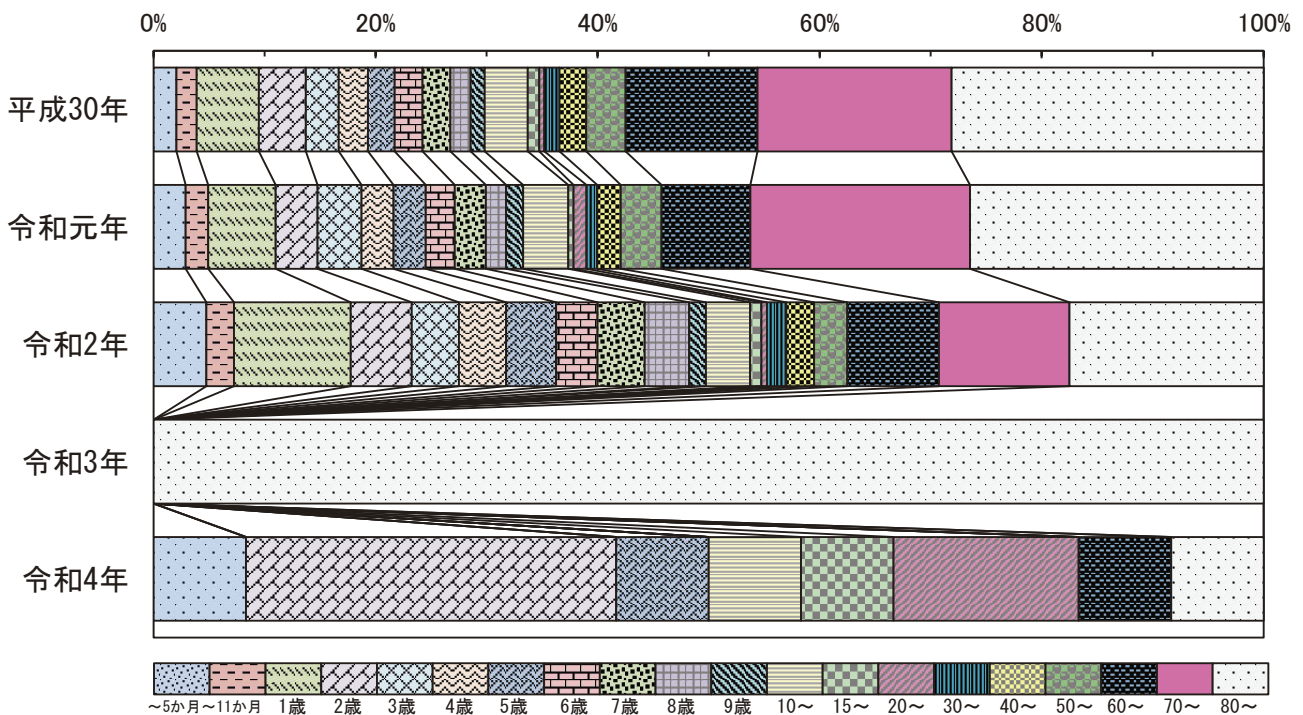 0% 20% 40% 60% 80% 100%
平成30年
令和元年
令和2年
令和3年
令和4年
~5か月 ~11か月 1歳 2歳 3歳 4歳 5歳 6歳 7歳 8歳 9歳 10~ 15~ 20~ 30~ 40~ 50~ 60~ 70~ 80~